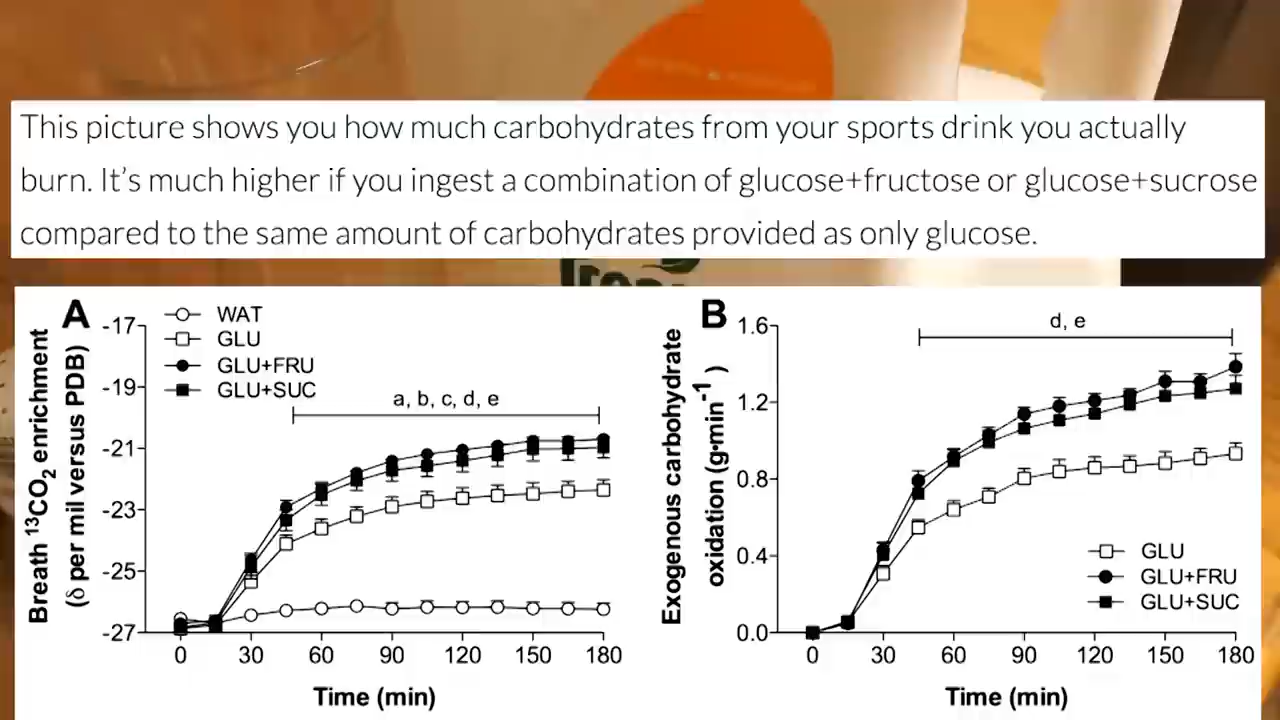 This picture shows you how much carbohydrates from your sports drink you actually
burn. It’s much higher if you ingest a combination of glucose+fructose or glucose+sucrose
compared to the same amount of carbohydrates provided as only glucose.
A
WAT
GLU
GLU+FRU
GLU+SUC
a, b, c, d, e
Breath ¹³CO₂ enrichment
(δ per mil versus PDB)
-17
-19
-21
-23
-25
-27
0 30 60 90 120 150 180
Time (min)
B
d, e
Exogenous carbohydrate
oxidation (g•min⁻¹ )
1.6
1.2
0.8
0.4
0.0
GLU
GLU+FRU
GLU+SUC
0 30 60 90 120 150 180
Time (min)